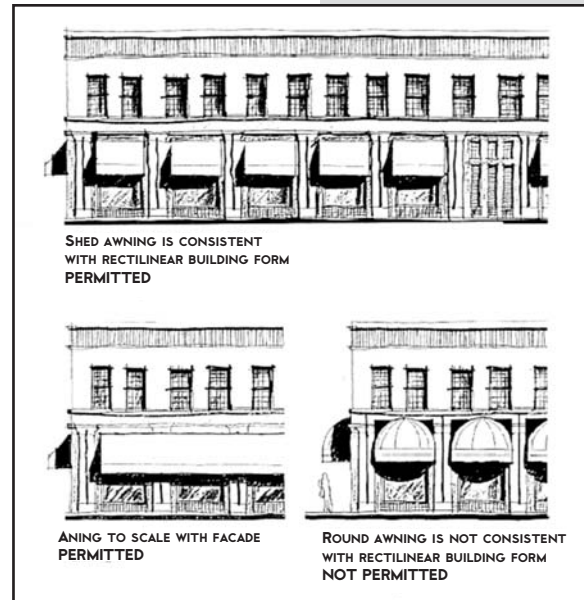 SHED AWNING IS CONSISTENT
WITH RECTILINEAR BUILDING FORM
PERMITTED
ANING TO SCALE WITH FACADE
PERMITTED
ROUND AWNING IS NOT CONSISTENT
WITH RECTILINEAR BUILDING FORM
NOT PERMITTED